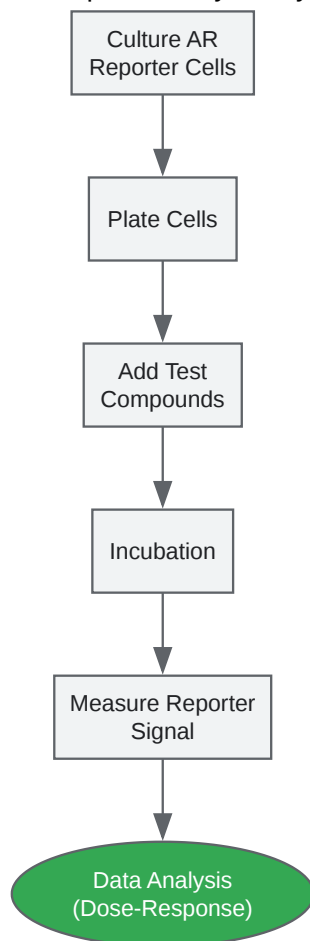 Culture AR
Reporter Cells
Plate Cells
Add Test
Compounds
Incubation
Measure Reporter
Signal
Data Analysis
(Dose-Response)